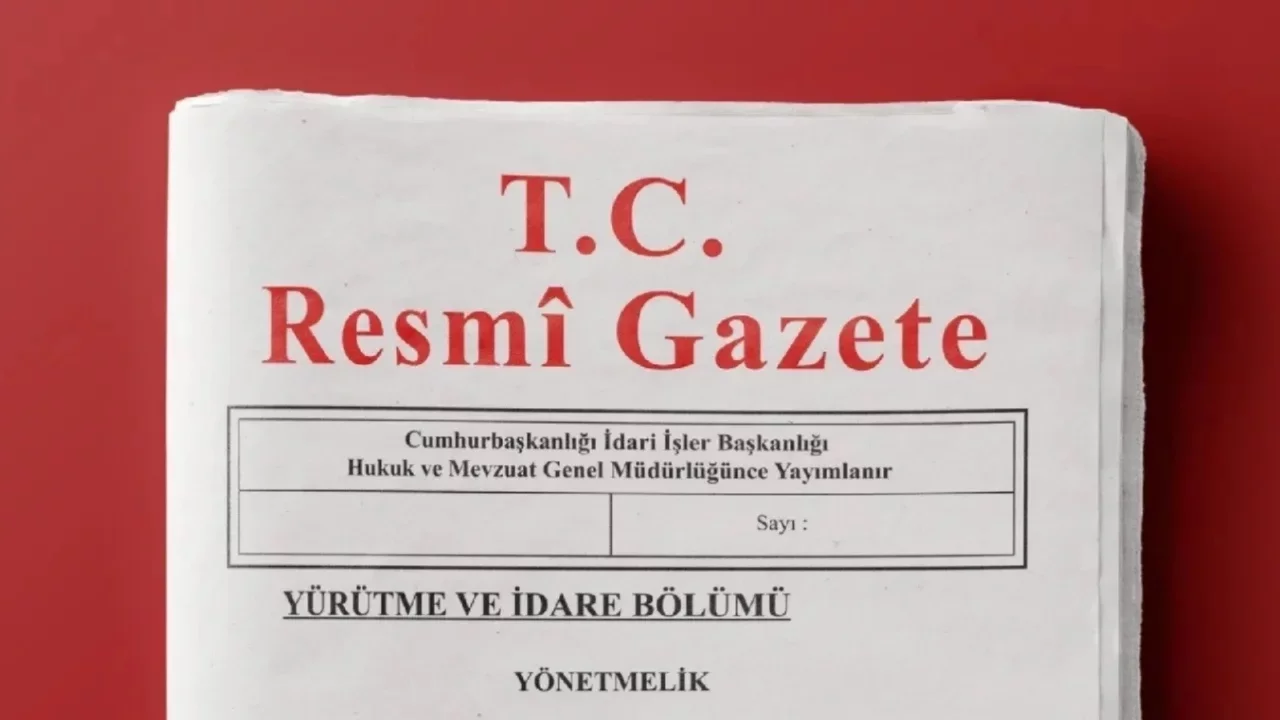 T.C.
Resmî Gazete
Cumhurbaşkanlığı İdari İşler Başkanlığı
Hukuk ve Mevzuat Genel Müdürlüğünce Yayımlanır
Sayı :
YÜRÜTME VE İDARE BÖLÜMÜ
YÖNETMELİK